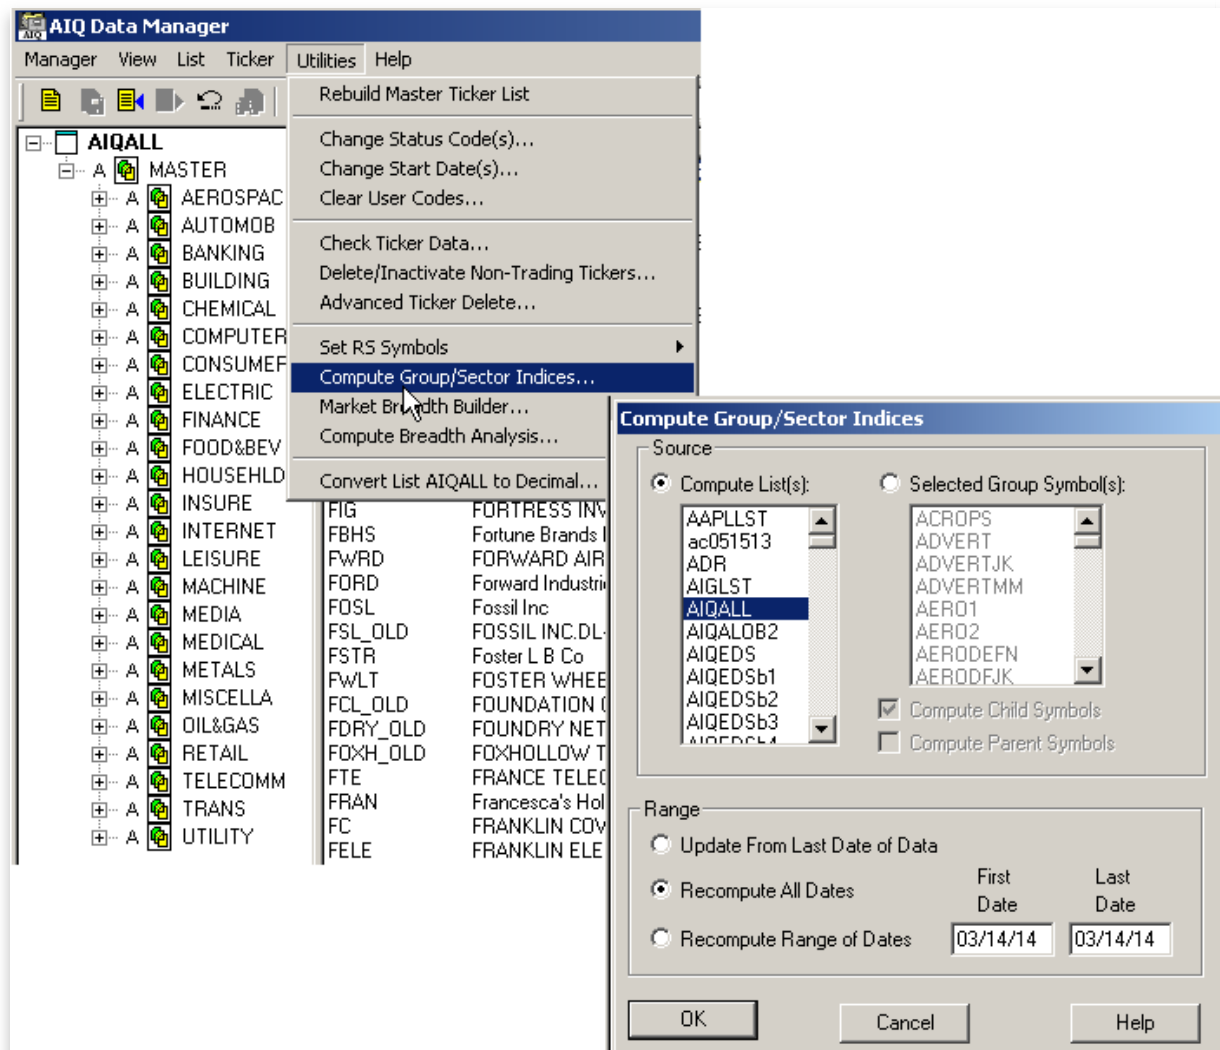 AIQ Data Manager
Manager View List Ticker Utilities Help
Rebuild Master Ticker List
Change Status Code(s)...
Change Start Date(s)...
Clear User Codes...
Check Ticker Data...
Delete/Inactivate Non-Trading Tickers...
Advanced Ticker Delete...
Set RS Symbols
Compute Group/Sector Indices...
Market Breadth Builder...
Compute Breadth Analysis...
Convert List AIQALL to Decimal...
AIQALL
A MASTER
A AEROSPAC
A AUTOMOB
A BANKING
A BUILDING
A CHEMICAL
A COMPUTER
A CONSUMER
A ELECTRIC
A FINANCE
A FOOD&BEV
A HOUSEHLD
A INSURE
A INTERNET
A LEISURE
A MACHINE
A MEDIA
A MEDICAL
A METALS
A MISCELLA
A OIL&GAS
A RETAIL
A TELECOMM
A TRANS
A UTILITY
FIG FORTRESS INV
FBHS Fortune Brands
FWRD FORWARD AIR
FORD Forward Industri
FOSL Fossil Inc
FSL_OLD FOSSIL INC.DL-
FSTR Foster L B Co
FWLT FOSTER WHEE
FCL_OLD FOUNDATION
FDRY_OLD FOUNDRY NET
FOXH_OLD FOXHOLLOW T
FTE FRANCE TELEC
FRAN Francesca's Hol
FC FRANKLIN COV
FELE FRANKLIN ELE
Compute Group/Sector Indices
Source
Compute List(s):
AAPLLST
ac051513
ADR
AIGLST
AIQALL
AIQALOB2
AIQEDS
AIQEDSb1
AIQEDSb2
AIQEDSb3
AIQEDSb4
Selected Group Symbol(s):
ACROPS
ADVERT
ADVERTJK
ADVERTMM
AERO1
AERO2
AERODEFN
AERODFJK
Compute Child Symbols
Compute Parent Symbols
Range
Update From Last Date of Data
Recompute All Dates
Recompute Range of Dates
First Last
Date Date
03/14/14 03/14/14
OK Cancel Help